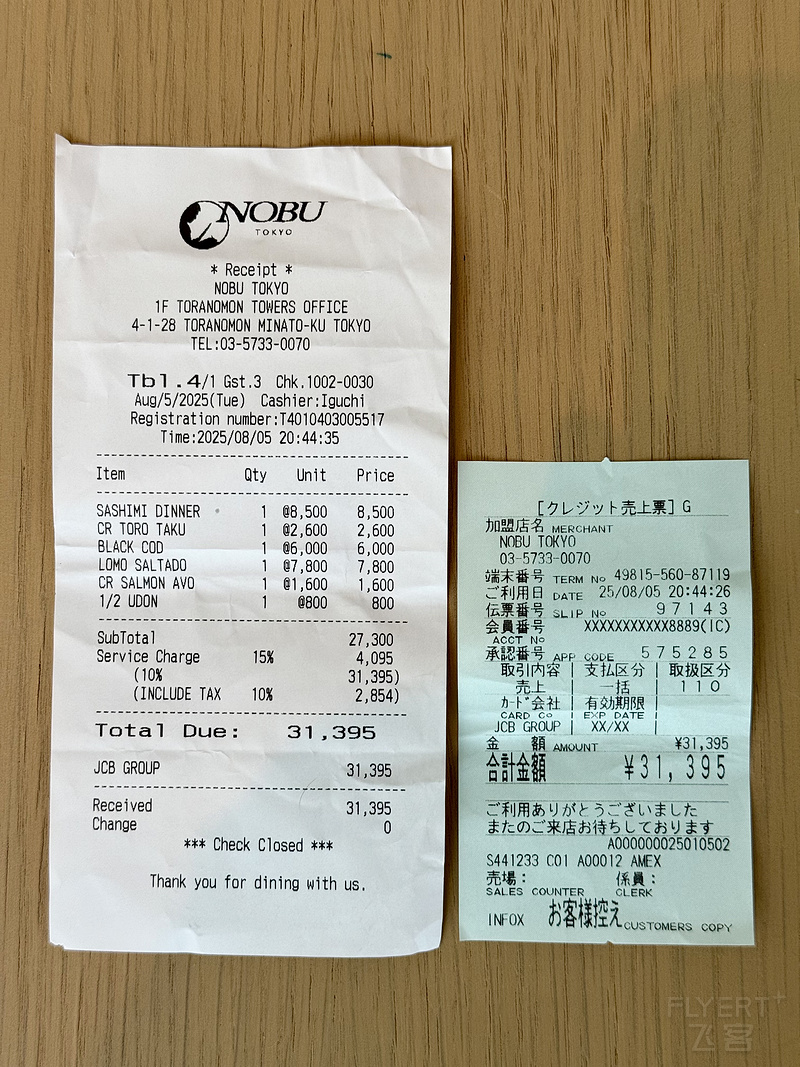 NOBU
TOKYO
* Receipt *
NOBU TOKYO
1F TORANOMON TOWERS OFFICE
4-1-28 TORANOMON MINATO-KU TOKYO
TEL:03-5733-0070
Tbl.4/1 Gst.3 Chk.1002-0030
Aug/5/2025(Tue) Cashier:Iguchi
Registration number:T4010403005517
Time:2025/08/05 20:44:35
Item Qty Unit Price
SASHIMI DINNER 1 @8,500 8,500
CR TORO TAKU 1 @2,600 2,600
BLACK COD 1 @6,000 6,000
LOMO SALTADO 1 @7,800 7,800
CR SALMON AVO 1 @1,600 1,600
1/2 UDON 1 @800 800
SubTotal 27,300
Service Charge 15% 4,095
(10% 31,395)
(INCLUDE TAX 10% 2,854)
Total Due: 31,395
JCB GROUP 31,395
Received 31,395
Change 0
*** Check Closed ***
Thank you for dining with us.
[クレジット売上票] G
加盟店名 MERCHANT
NOBU TOKYO
03-5733-0070
端末番号 TERM No 49815-560-87119
ご利用日 DATE 25/08/05 20:44:26
伝票番号 SLIP No 97143
会員番号 XXXXXXXXXXX8889(IC)
ACCT No
承認番号 APP CODE 575285
取引内容 支払区分 取扱区分
売上 一括 110
カード会社 有効期限
CARD CO EXP DATE
JCB GROUP XX/XX
金 額 AMOUNT ¥31,395
合計金額 ¥31,395
ご利用ありがとうございました
またのご来店お待ちしております
A000000025010502
S441233 C01 A00012 AMEX
売場: 係員:
SALES COUNTER CLERK
INFOX お客様控え CUSTOMERS COPY
FLYERT+
飞客